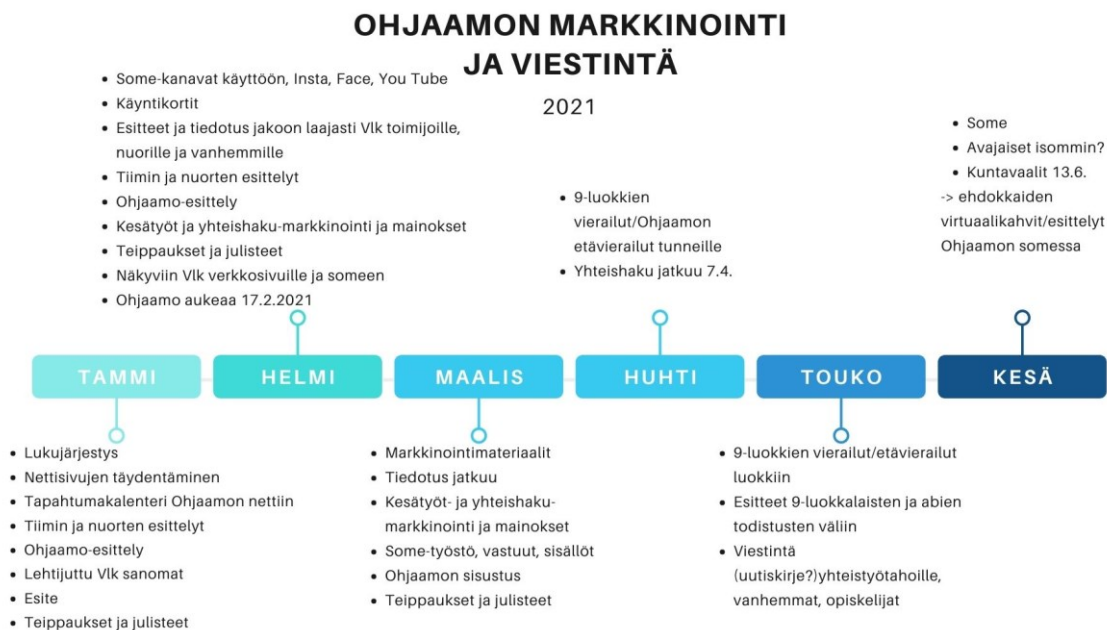 OHJAAMON MARKKINOINTI
JA VIESTINTÄ
2021
• Some-kanavat käyttöön, Insta, Face, You Tube
• Käyntikortit
• Esitteet ja tiedotus jakoon laajasti Vlk toimijoille,
nuorille ja vanhemmille
• Tiimin ja nuorten esittelyt
• Ohjaamo-esittely
• Kesätyöt ja yhteishaku-markkinointi ja mainokset
• Teippaukset ja julisteet
• Näkyviin Vlk verkkosivuille ja someen
• Ohjaamo aukeaa 17.2.2021
• 9-luokkien
vierailut/Ohjaamon
etävierailut tunneille
• Yhteishaku jatkuu 7.4.
• Some
• Avajaiset isommin?
• Kuntavaalit 13.6.
-> ehdokkaiden
virtuaalikahvit/esittelyt
Ohjaamon somessa
TAMMI
HELMI
MAALIS
HUHTI
TOUKO
KESÄ
• Lukujärjestys
• Nettisivujen täydentäminen
• Tapahtumakalenteri Ohjaamon nettiin
• Tiimin ja nuorten esittelyt
• Ohjaamo-esittely
• Lehtijuttu Vlk sanomat
• Esite
• Teippaukset ja julisteet
• Markkinointimateriaalit
• Tiedotus jatkuu
• Kesätyöt- ja yhteishaku-
markkinointi ja mainokset
• Some-työstö, vastuut, sisällöt
• Ohjaamon sisustus
• Teippaukset ja julisteet
• 9-luokkien vierailut/etävierailut
luokkiin
• Esitteet 9-luokkalaisten ja abien
todistusten väliin
• Viestintä
(uutiskirje?)yhteistyötahoille,
vanhemmat, opiskelijat